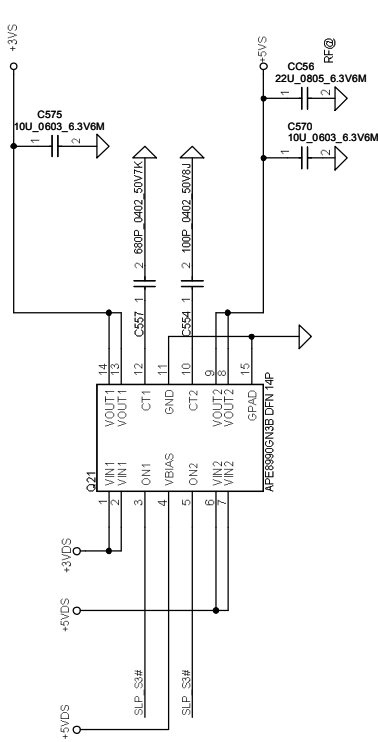 +3VS
+5VS
RF@
CC56
22U_0805_6.3V6M
1
2
C575
10U_0603_6.3V6M
1
2
C570
10U_0603_6.3V6M
1
2
680P_0402_50V7K
100P_0402_50V8J
2
2
1
1
C557
C554
14
13
12
11
10
9
8
15
VOUT1
VOUT1
CT1
GND
CT2
VOUT2
VOUT2
GPAD
Q21
VIN1
VIN1
ON1
VBIAS
ON2
VIN2
VIN2
APE8990GN3B DFN 14P
1
2
3
4
5
6
7
+3VDS
+5VDS
SLP_S3#
SLP_S3#
+5VDS